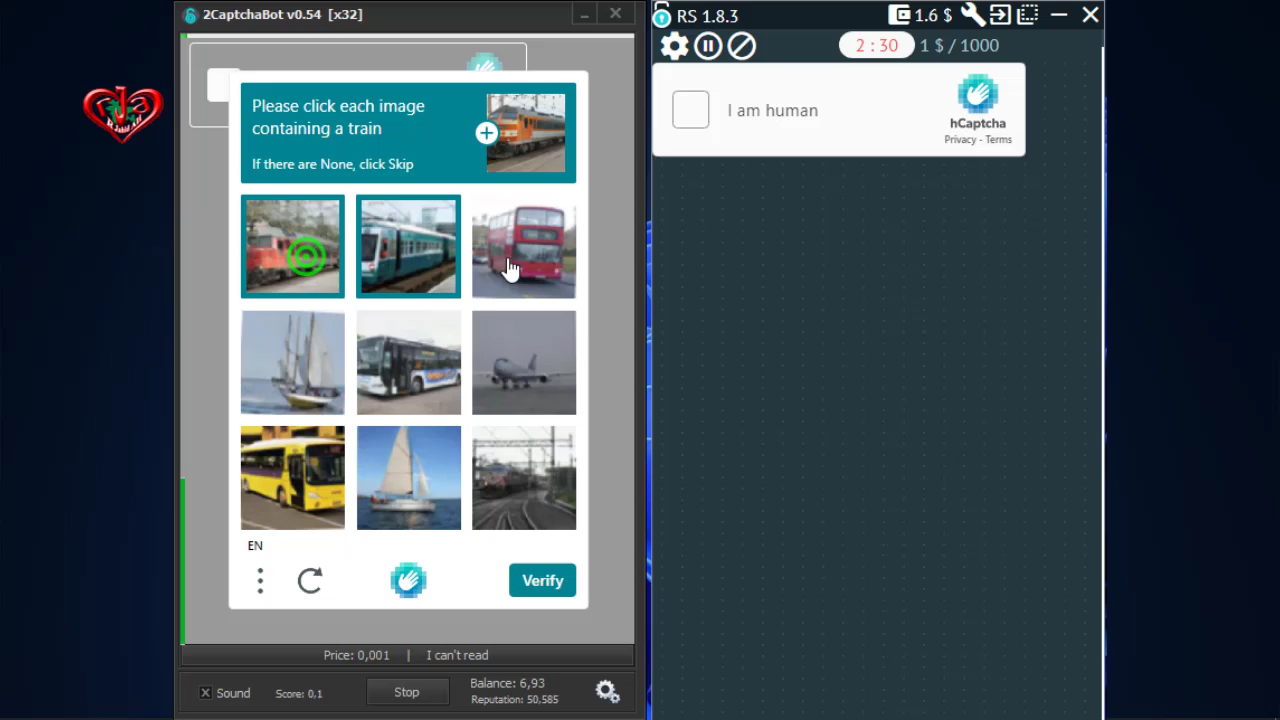 2CaptchaBot v0.54 [x32]
Please click each image
containing a train
If there are None, click Skip
EN
Verify
Price: 0,001 | I can't read
Sound
Score: 0,1
Stop
Balance: 6,93
Reputation: 50,585
RS 1.8.3
1.6 $
2 : 30
1 $ / 1000
I am human
hCaptcha
Privacy - Terms